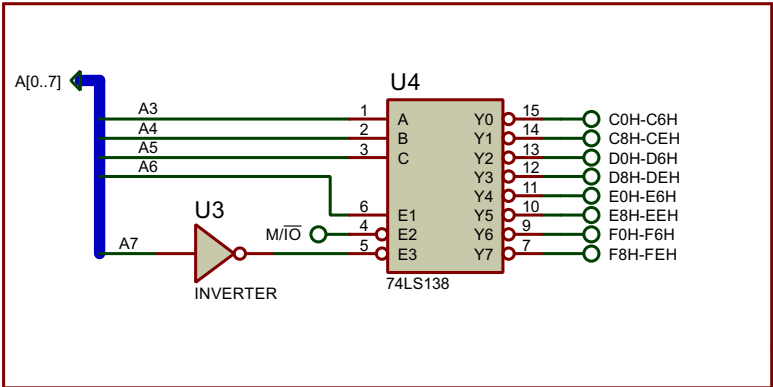 A[0..7]
U4
A3
1
A
Y0
15
C0H-C6H
A4
2
B
Y1
14
C8H-CEH
A5
3
C
Y2
13
D0H-D6H
A6
Y3
12
D8H-DEH
Y4
11
E0H-E6H
U3
6
E1
Y5
10
E8H-EEH
M/I̅O̅
4
E2
Y6
9
F0H-F6H
A7
5
E3
Y7
7
F8H-FEH
INVERTER
74LS138